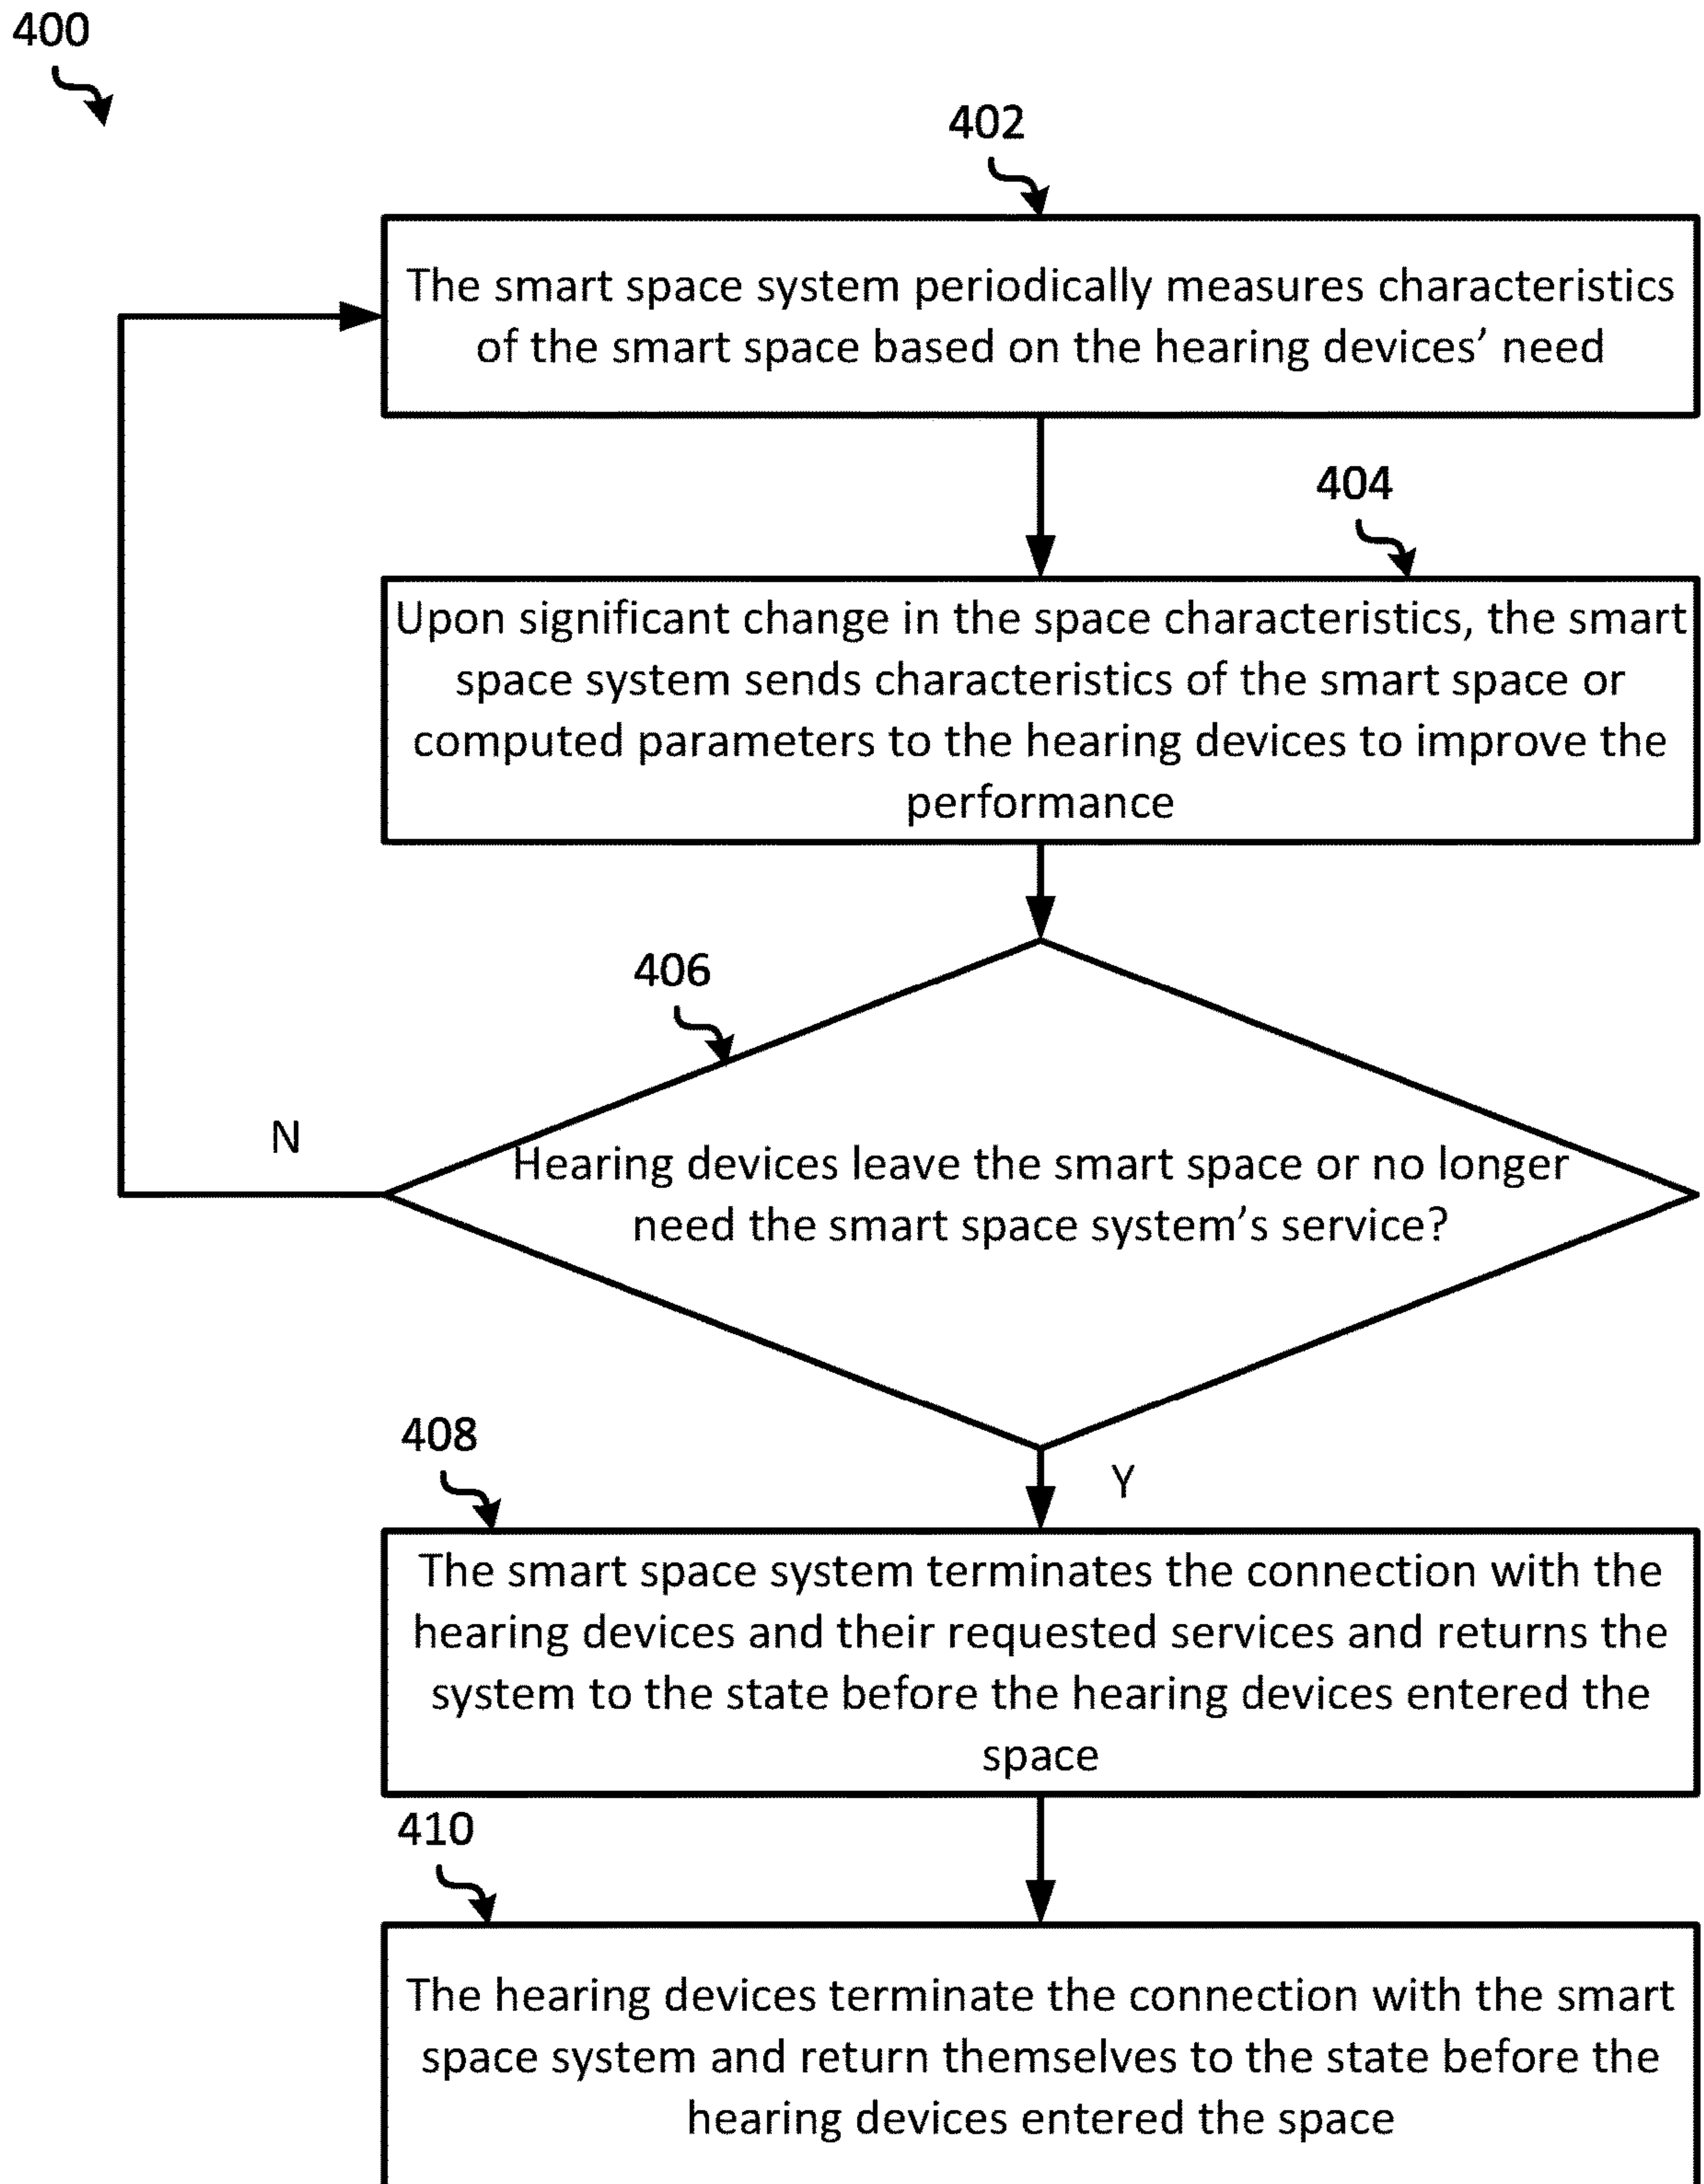 400
402
The smart space system periodically measures characteristics
of the smart space based on the hearing devices’ need
404
Upon significant change in the space characteristics, the smart
space system sends characteristics of the smart space or
computed parameters to the hearing devices to improve the
performance
406
N
Hearing devices leave the smart space or no longer
need the smart space system’s service?
408
Y
The smart space system terminates the connection with the
hearing devices and their requested services and returns the
system to the state before the hearing devices entered the
space
410
The hearing devices terminate the connection with the smart
space system and return themselves to the state before the
hearing devices entered the space